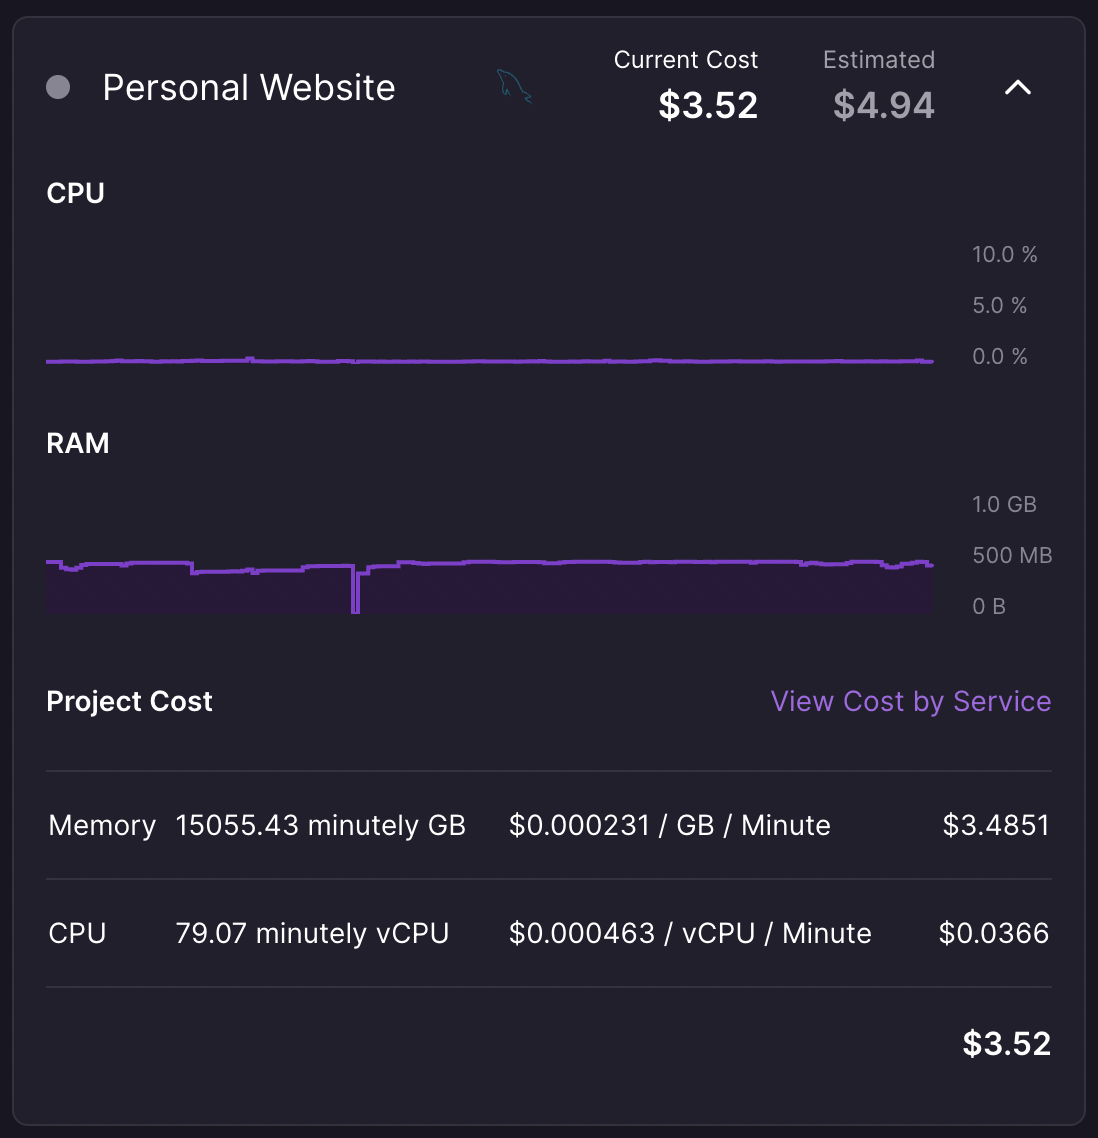 Personal Website
Current Cost
$3.52
Estimated
$4.94
CPU
10.0 %
5.0 %
0.0 %
RAM
1.0 GB
500 MB
0 B
Project Cost
View Cost by Service
Memory 15055.43 minutely GB $0.000231 / GB / Minute $3.4851
CPU 79.07 minutely vCPU $0.000463 / vCPU / Minute $0.0366
$3.52